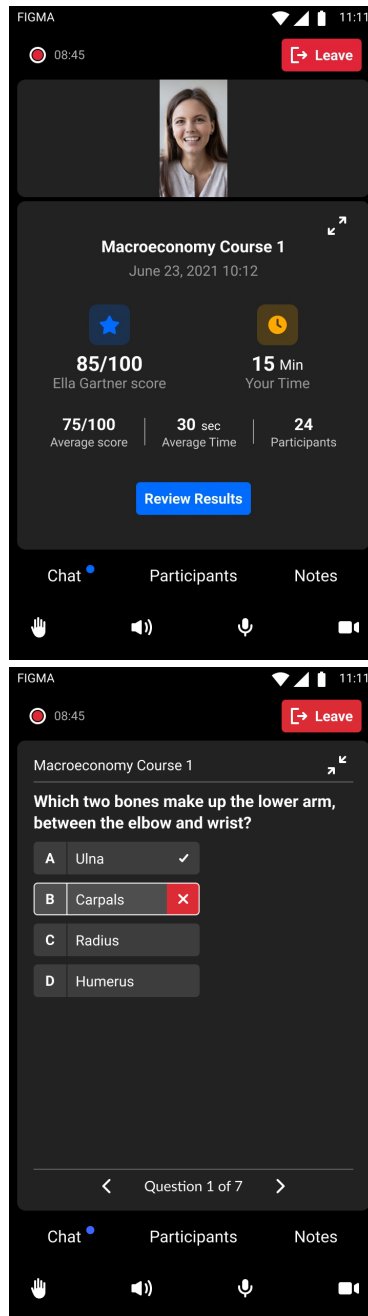 FIGMA 11:11
08:45 Leave
Macroeconomy Course 1
June 23, 2021 10:12
85/100 15 Min
Ella Gartner score Your Time
75/100 30 sec 24
Average score Average Time Participants
Review Results
Chat Participants Notes
FIGMA 11:11
08:45 Leave
Macroeconomy Course 1
Which two bones make up the lower arm,
between the elbow and wrist?
A Ulna
B Carpals
C Radius
D Humerus
Question 1 of 7
Chat Participants Notes